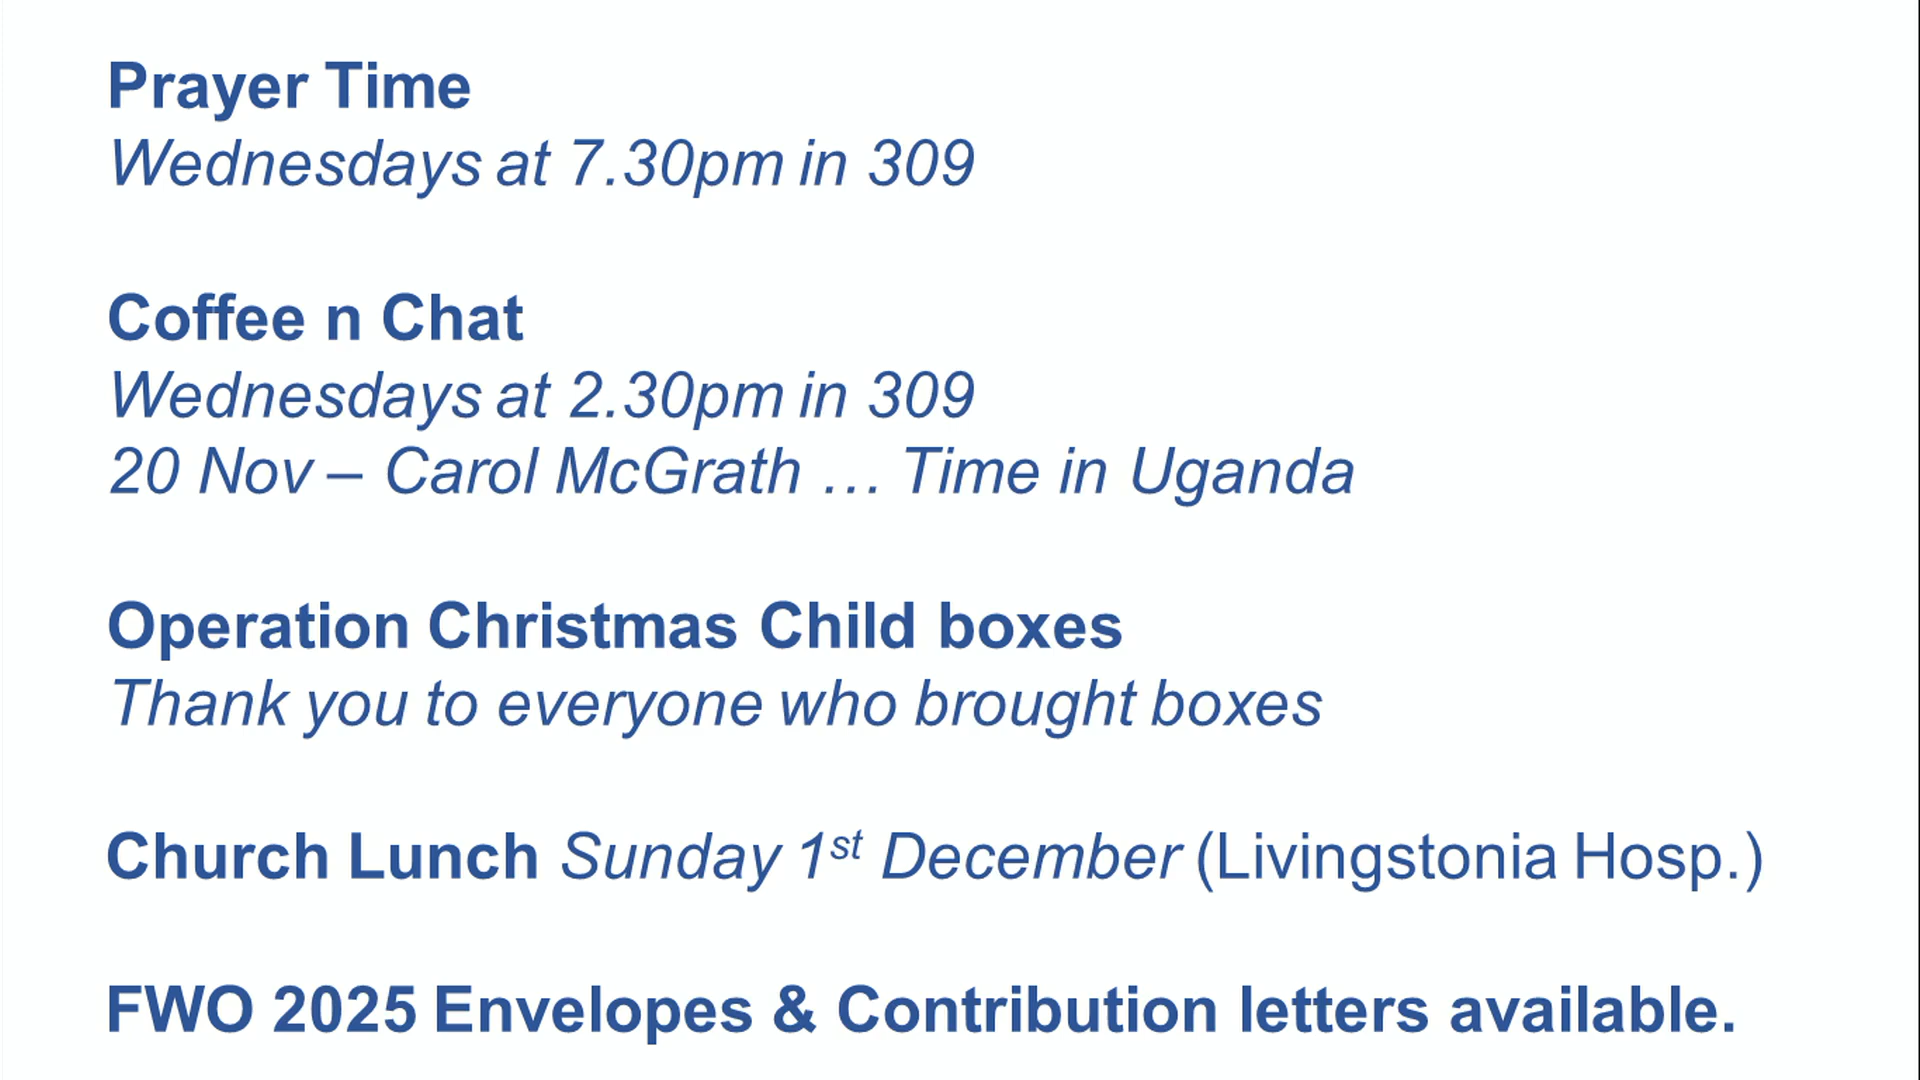 Prayer Time
Wednesdays at 7.30pm in 309
Coffee n Chat
Wednesdays at 2.30pm in 309
20 Nov – Carol McGrath … Time in Uganda
Operation Christmas Child boxes
Thank you to everyone who brought boxes
Church Lunch Sunday 1st December (Livingstonia Hosp.)
FWO 2025 Envelopes & Contribution letters available.